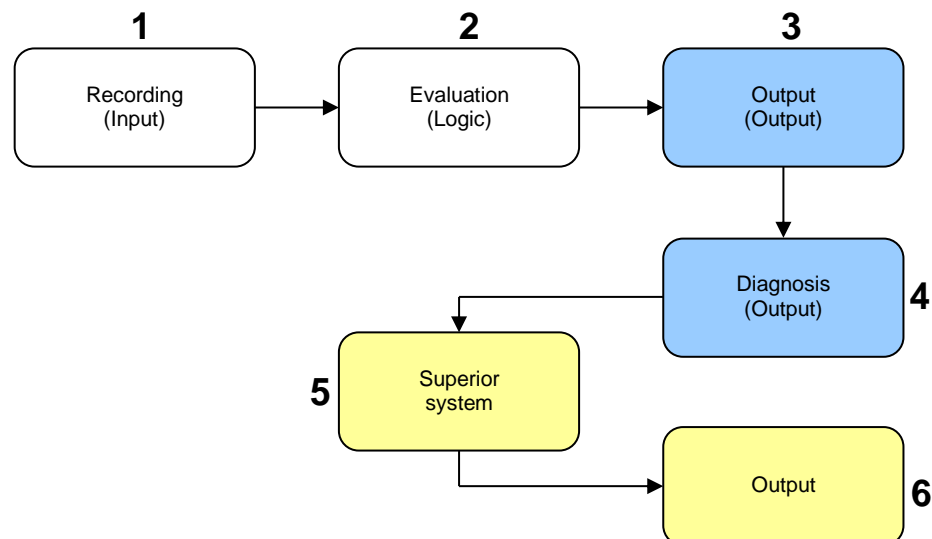 1
2
3
Recording
(Input)
Evaluation
(Logic)
Output
(Output)
Diagnosis
(Output)
4
5
Superior
system
Output
6